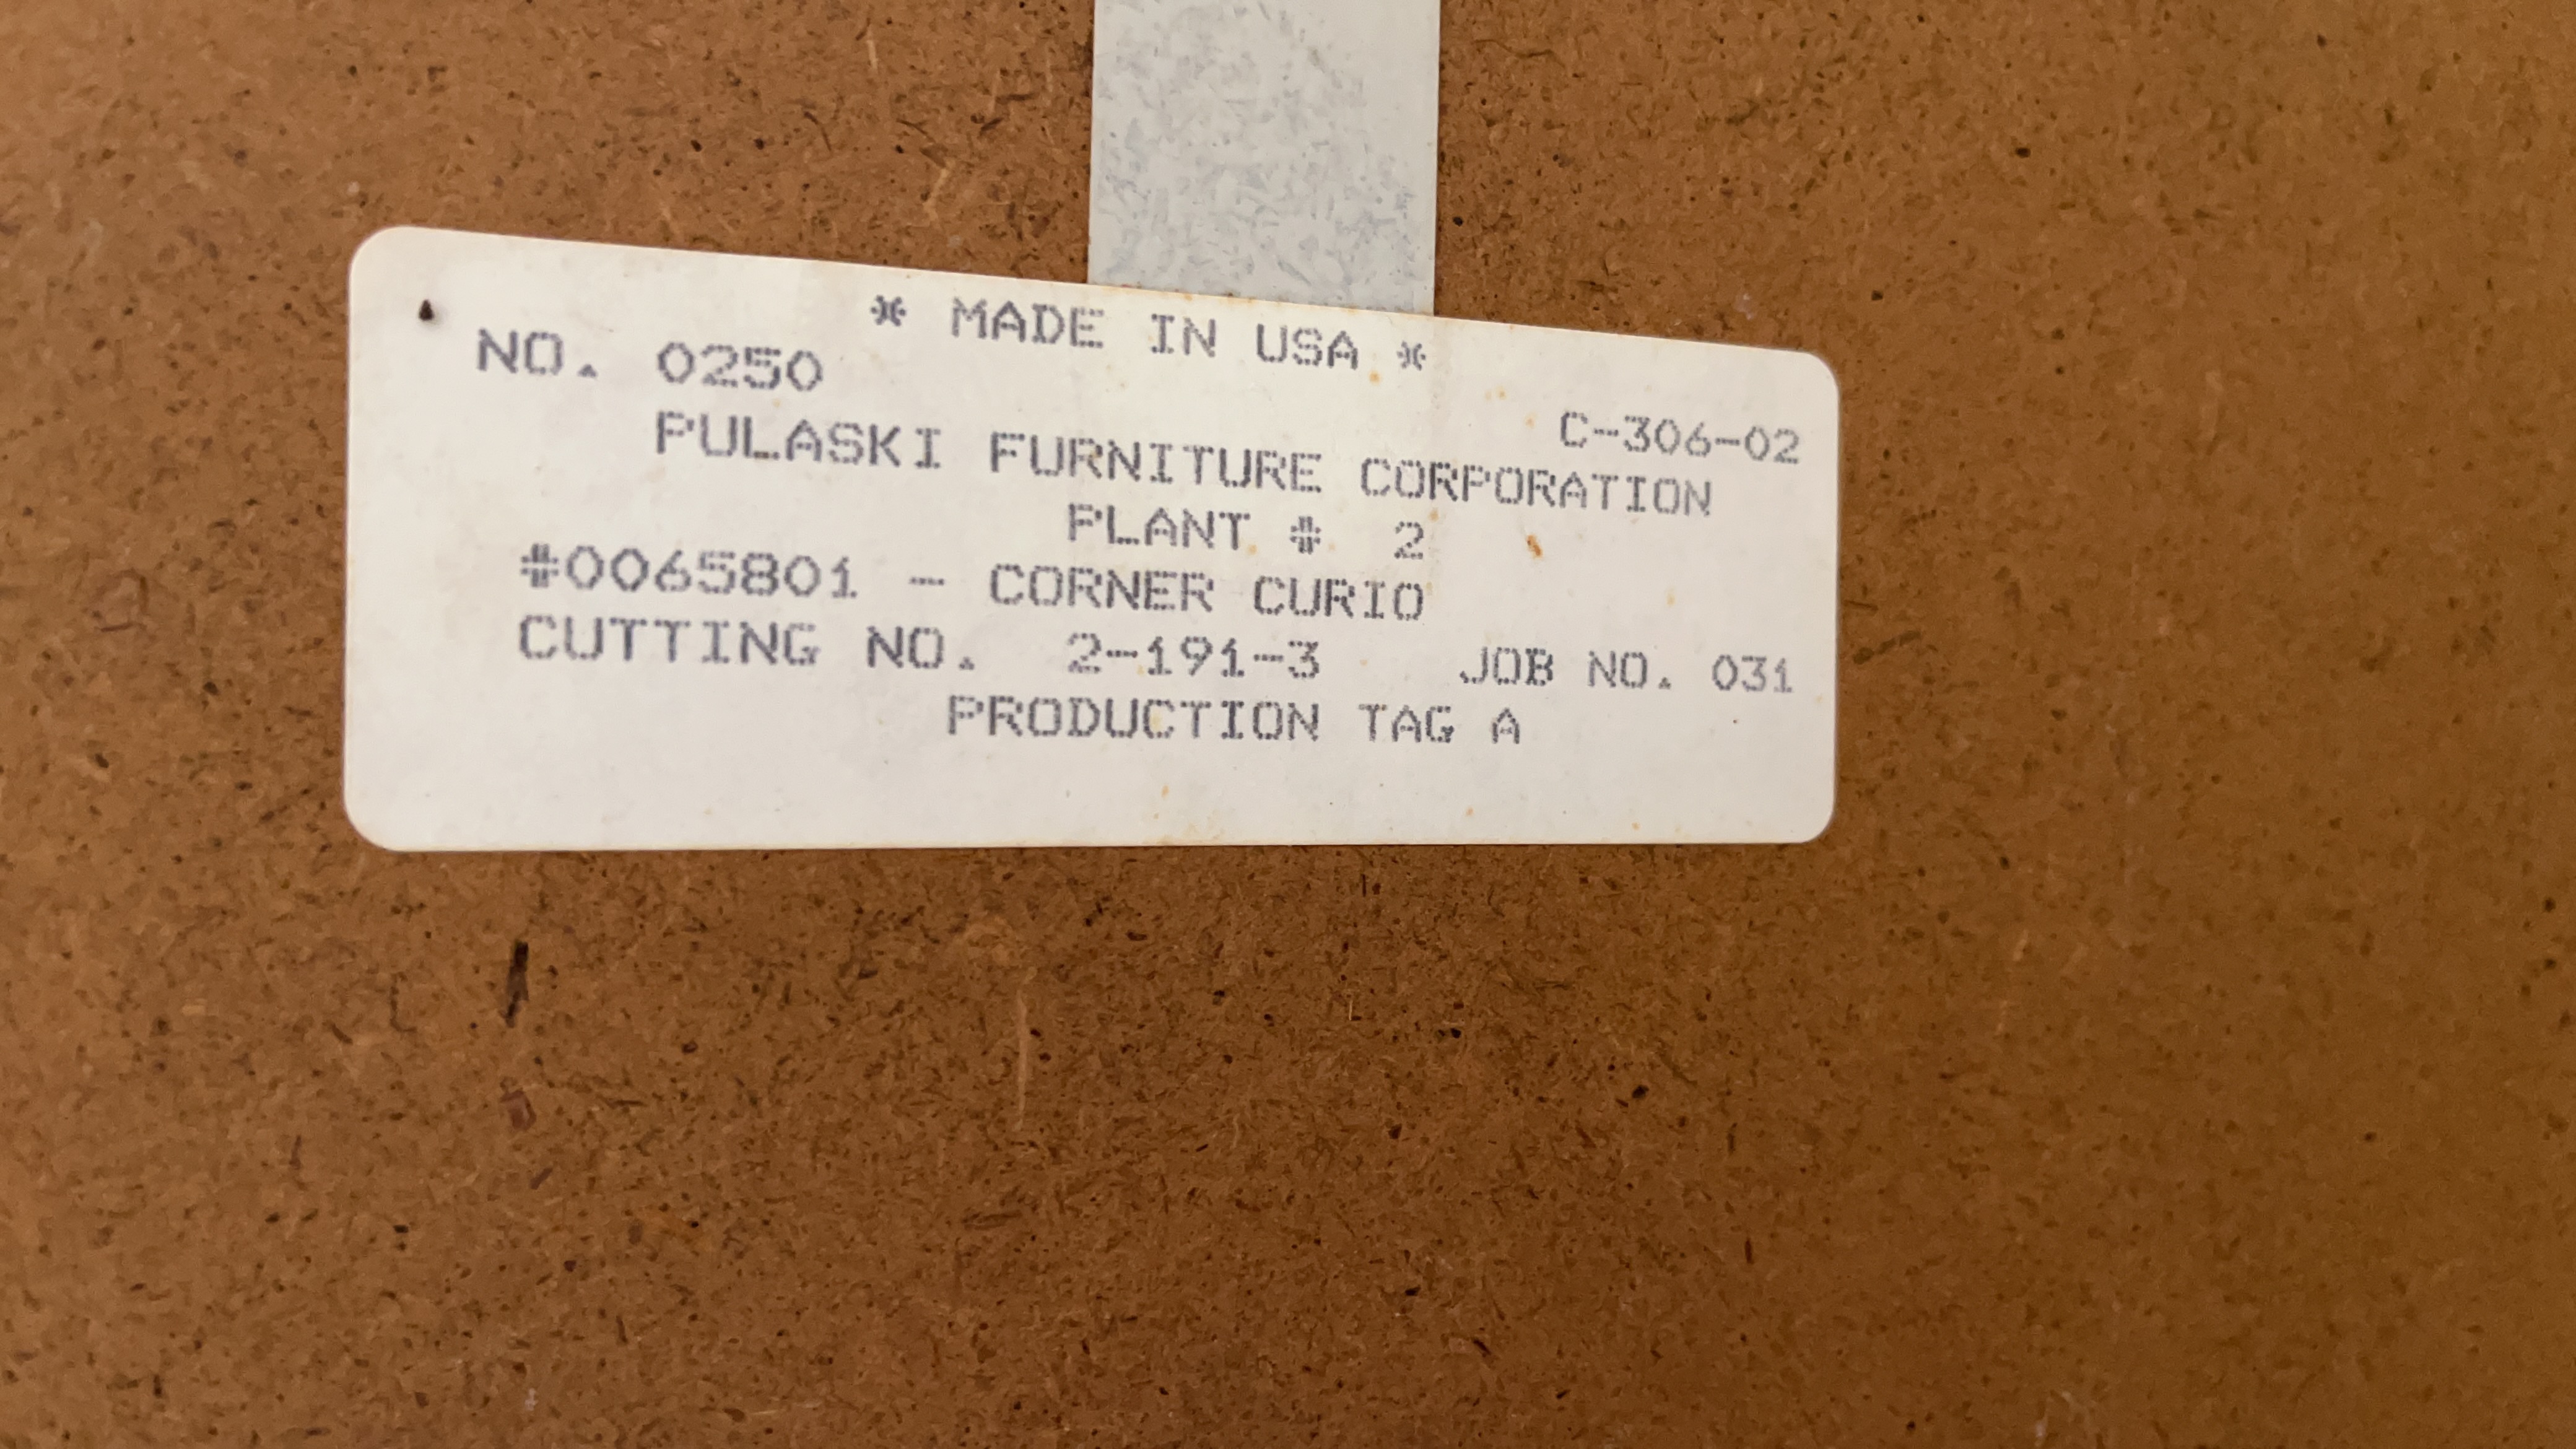 * MADE IN USA *
NO. 0250
C-306-02
PULASKI FURNITURE CORPORATION
PLANT # 2
#0065801 - CORNER CURIO
CUTTING NO. 2-191-3 JOB NO. 031
PRODUCTION TAG A